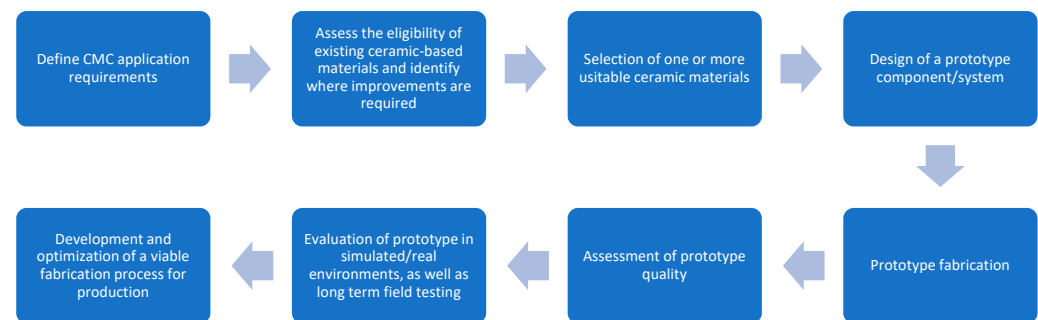 Define CMC application
requirements
Assess the eligibility of
existing ceramic-based
materials and identify
where improvements are
required
Selection of one or more
usitable ceramic materials
Design of a prototype
component/system
Prototype fabrication
Assessment of prototype
quality
Evaluation of prototype in
simulated/real
environments, as well as
long term field testing
Development and
optimization of a viable
fabrication process for
production